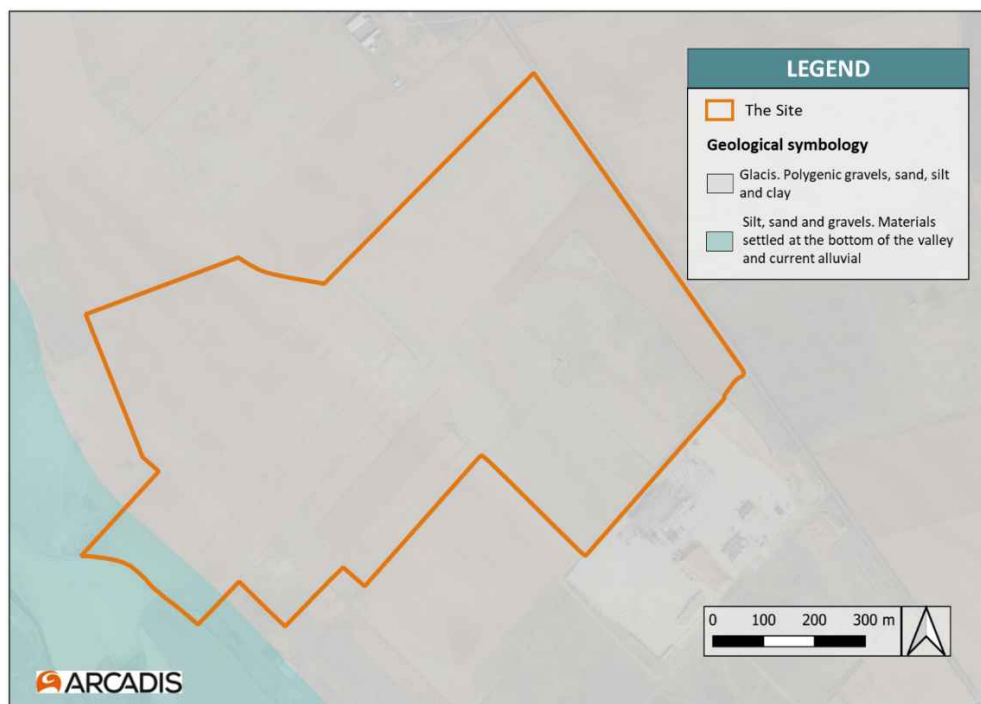 LEGEND
The Site
Geological symbology
Glacis. Polygenic gravels, sand, silt
and clay
Silt, sand and gravels. Materials
settled at the bottom of the valley
and current alluvial
0 100 200 300 m
ARCADIS